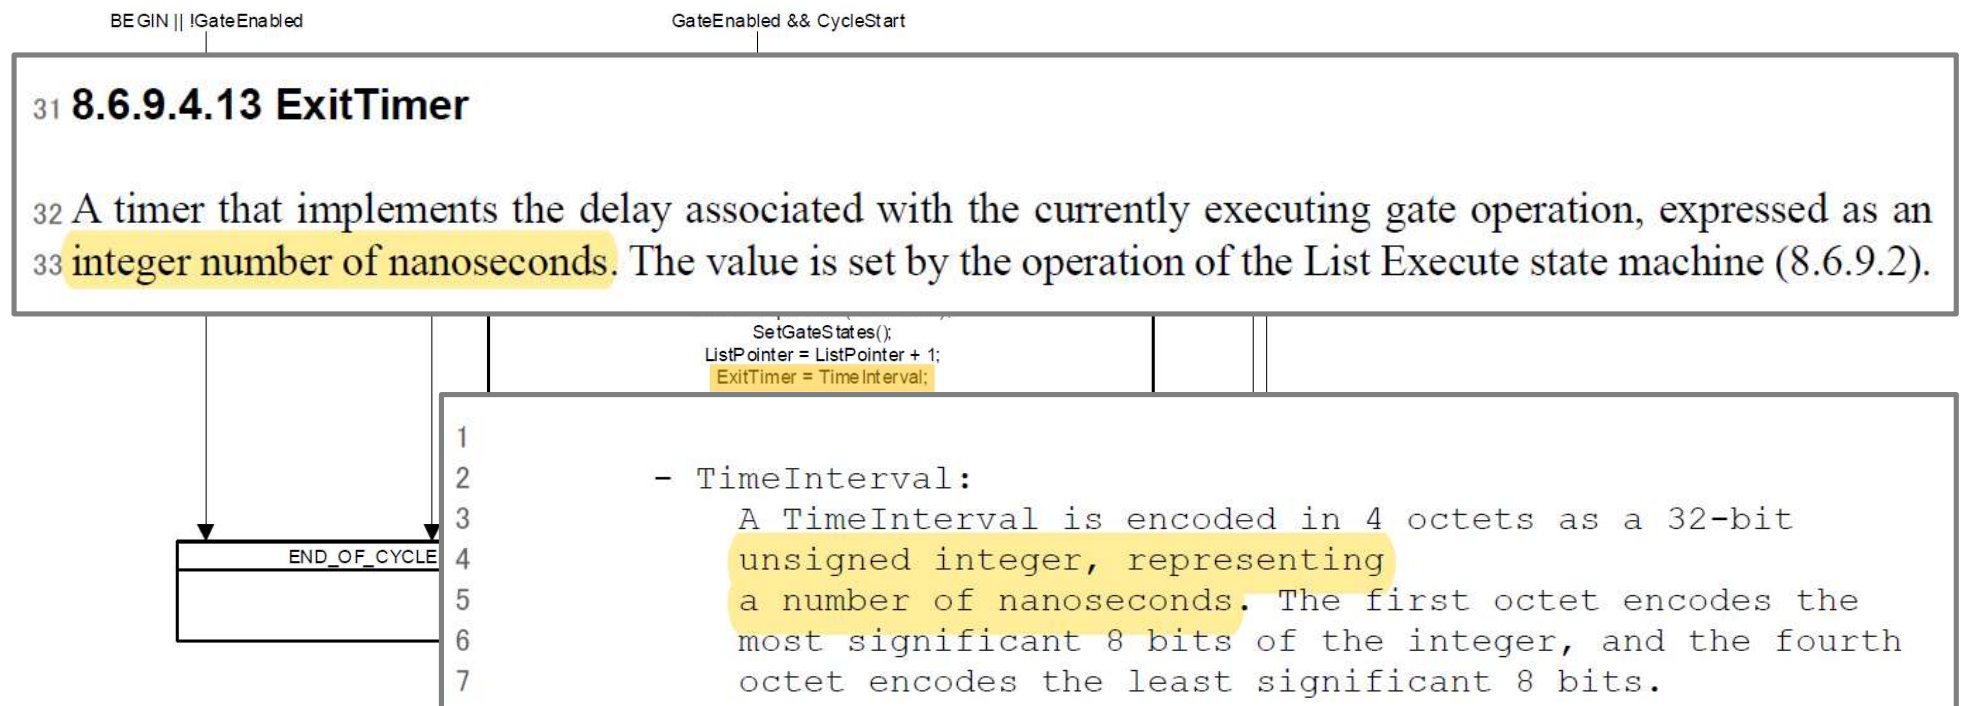 BEGIN || !GateEnabled
GateEnabled && CycleStart
31 8.6.9.4.13 ExitTimer
32 A timer that implements the delay associated with the currently executing gate operation, expressed as an
33 integer number of nanoseconds. The value is set by the operation of the List Execute state machine (8.6.9.2).
SetGateStates();
ListPointer = ListPointer + 1;
ExitTimer = TimeInterval;
END_OF_CYCLE
1
2 - TimeInterval:
3 A TimeInterval is encoded in 4 octets as a 32-bit
4 unsigned integer, representing
5 a number of nanoseconds. The first octet encodes the
6 most significant 8 bits of the integer, and the fourth
7 octet encodes the least significant 8 bits.